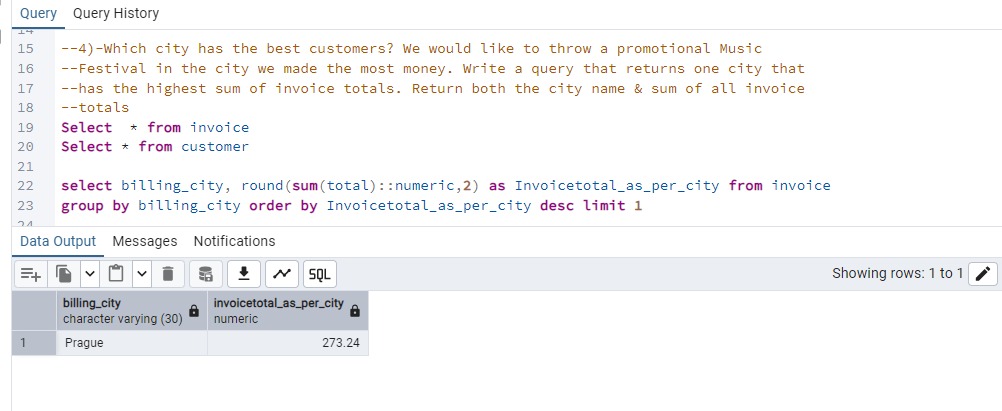 Query Query History
14
15 --4)-Which city has the best customers? We would like to throw a promotional Music
16 --Festival in the city we made the most money. Write a query that returns one city that
17 --has the highest sum of invoice totals. Return both the city name & sum of all invoice
18 --totals
19 Select  * from invoice
20 Select * from customer
21
22 select billing_city, round(sum(total)::numeric,2) as Invoicetotal_as_per_city from invoice
23 group by billing_city order by Invoicetotal_as_per_city desc limit 1
24
Data Output Messages Notifications
SQL Showing rows: 1 to 1
billing_city invoicetotal_as_per_city
character varying (30) numeric
1 Prague 273.24